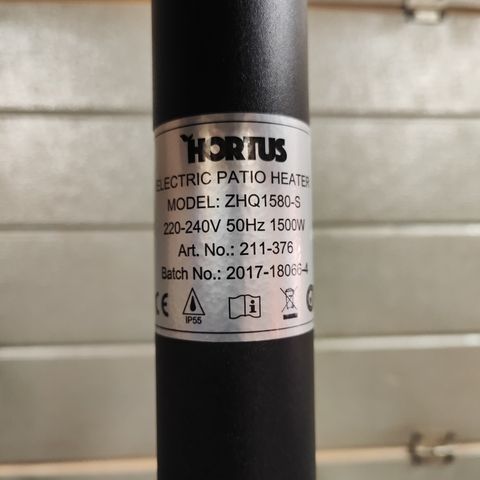 HORTUS
ELECTRIC PATIO HEATER
MODEL: ZHQ1580-S
220-240V 50Hz 1500W
Art. No.: 211-376
Batch No.: 2017-18066-4
CE
IP55